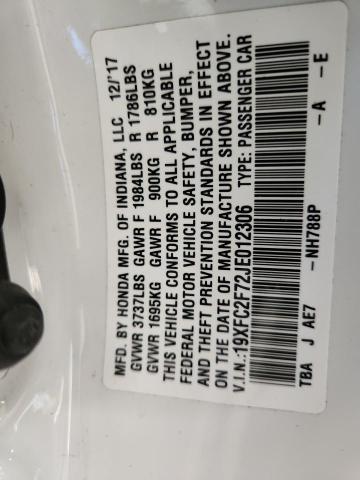 MFD. BY HONDA MFG. OF INDIANA, LLC 12/'17
GVWR 3737LBS GAWR F 1984LBS R 1786LBS
GVWR 1695KG GAWR F 900KG R 810KG
THIS VEHICLE CONFORMS TO ALL APPLICABLE
FEDERAL MOTOR VEHICLE SAFETY, BUMPER,
AND THEFT PREVENTION STANDARDS IN EFFECT
ON THE DATE OF MANUFACTURE SHOWN ABOVE.
V.I.N.:19XFC2F72JE012306 TYPE: PASSENGER CAR
TBA J AE7 -NH788P -A -E